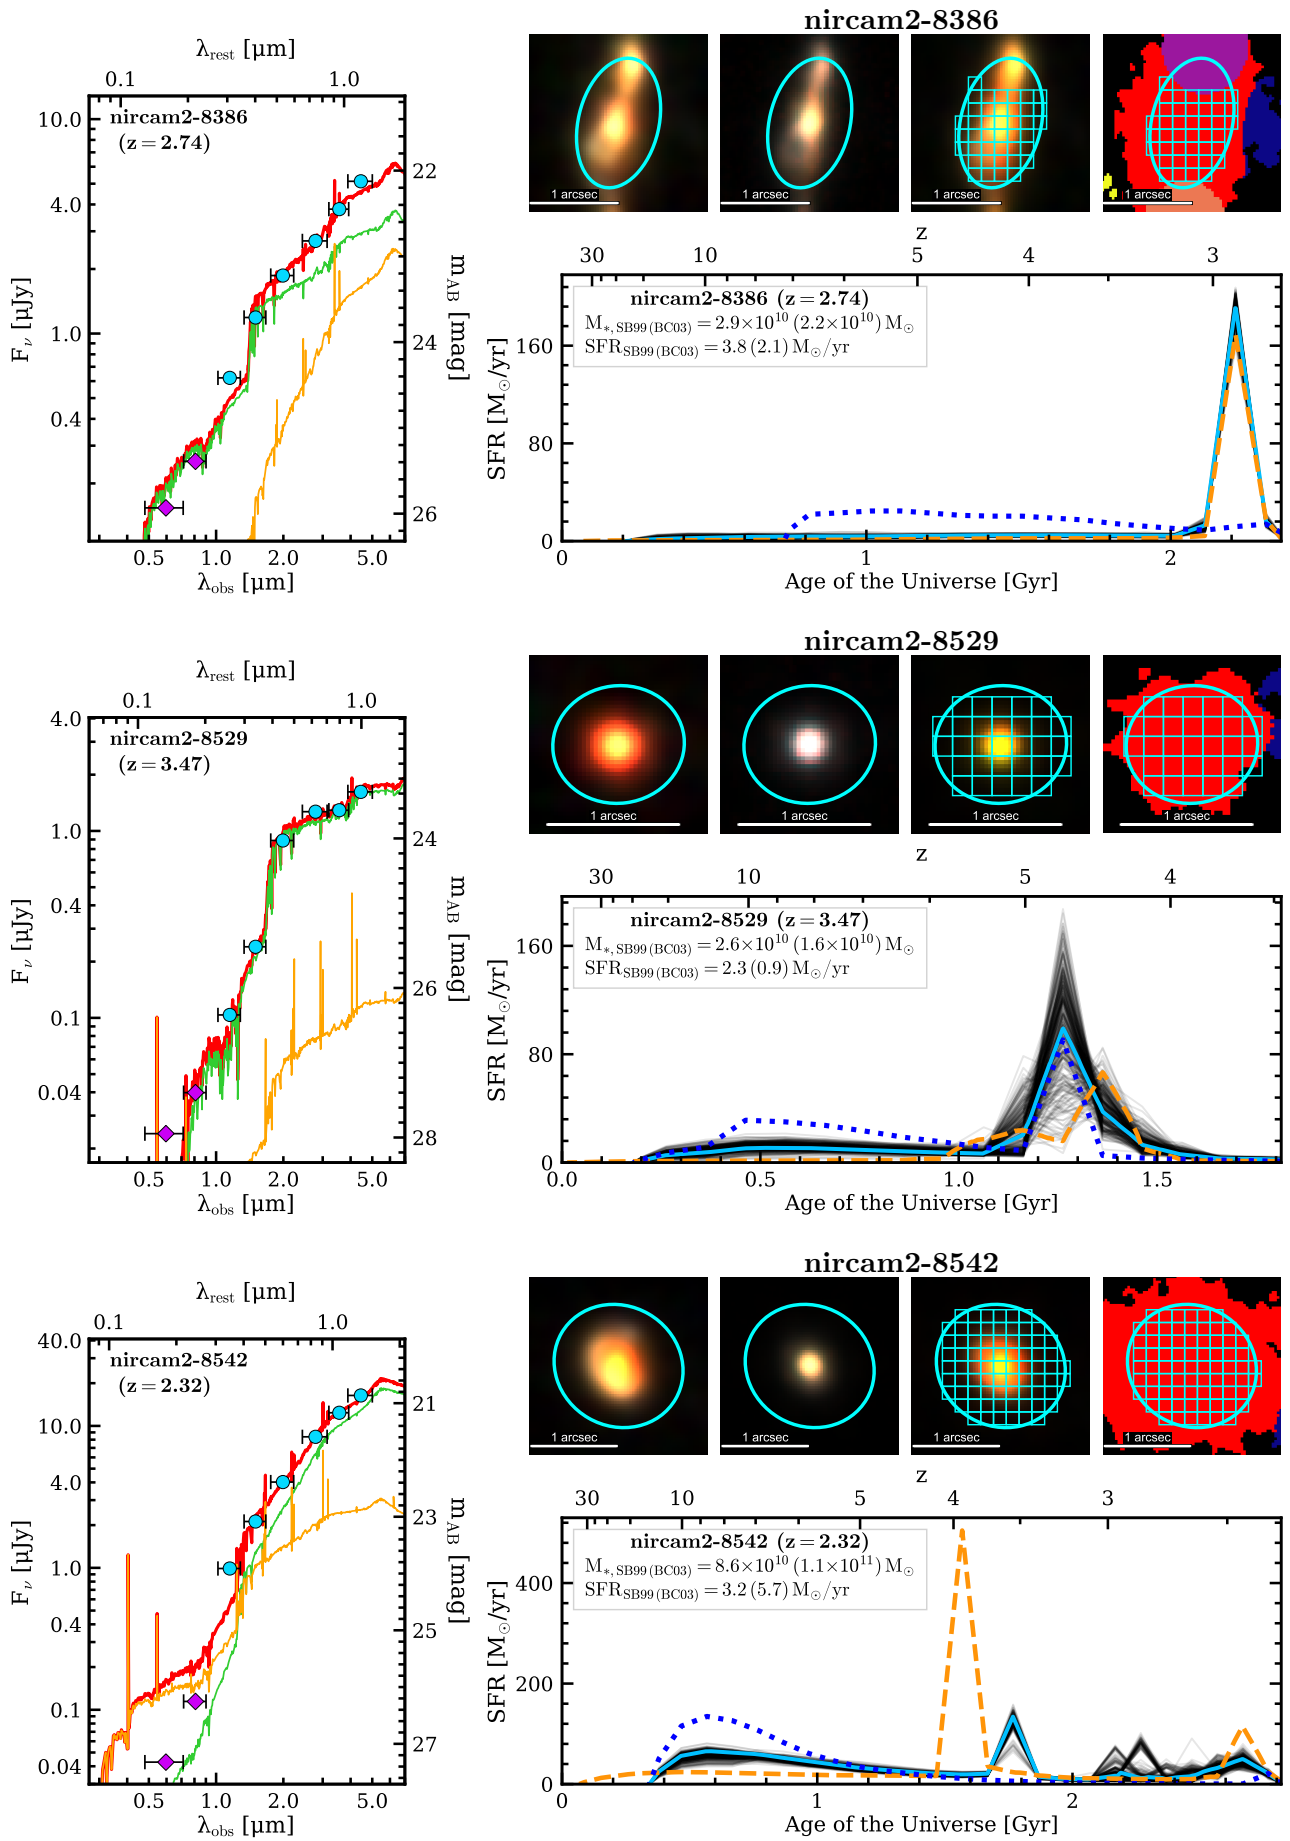 nircam2-8386
λrest [µm]
0.1 1.0
nircam2-8386
(z = 2.74)
10.0
4.0
1.0
0.4
Fν [µJy]
22
24
26
mAB [mag]
0.5 1.0 2.0 5.0
λobs [µm]
1 arcsec
1 arcsec
1 arcsec
1 arcsec
z
30 10 5 4 3
nircam2-8386 (z = 2.74)
M*, SB99 (BC03) = 2.9×10^10 (2.2×10^10) M⊙
SFRSB99 (BC03) = 3.8 (2.1) M⊙/yr
SFR [M⊙/yr]
160
80
0
0 1 2
Age of the Universe [Gyr]
nircam2-8529
λrest [µm]
0.1 1.0
nircam2-8529
(z = 3.47)
4.0
1.0
0.4
0.1
0.04
Fν [µJy]
24
26
28
mAB [mag]
0.5 1.0 2.0 5.0
λobs [µm]
1 arcsec
1 arcsec
1 arcsec
1 arcsec
z
30 10 5 4
nircam2-8529 (z = 3.47)
M*, SB99 (BC03) = 2.6×10^10 (1.6×10^10) M⊙
SFRSB99 (BC03) = 2.3 (0.9) M⊙/yr
SFR [M⊙/yr]
160
80
0
0.0 0.5 1.0 1.5
Age of the Universe [Gyr]
nircam2-8542
λrest [µm]
0.1 1.0
nircam2-8542
(z = 2.32)
40.0
10.0
4.0
1.0
0.4
0.1
0.04
Fν [µJy]
21
23
25
27
mAB [mag]
0.5 1.0 2.0 5.0
λobs [µm]
1 arcsec
1 arcsec
1 arcsec
1 arcsec
z
30 10 5 4 3
nircam2-8542 (z = 2.32)
M*, SB99 (BC03) = 8.6×10^10 (1.1×10^11) M⊙
SFRSB99 (BC03) = 3.2 (5.7) M⊙/yr
SFR [M⊙/yr]
400
200
0
0 1 2
Age of the Universe [Gyr]